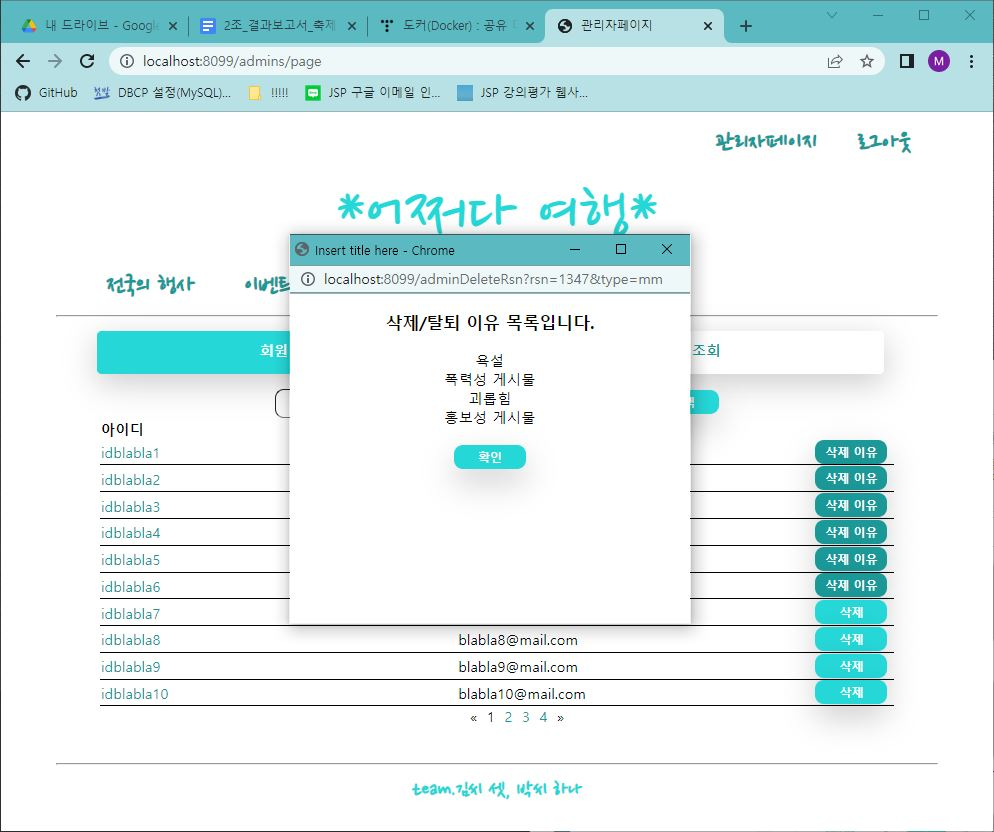 내 드라이브 - Google
2조_결과보고서_축제
도커(Docker) : 공유
관리자페이지
localhost:8099/admins/page
M
GitHub
DBCP 설정(MySQL)...
!!!!!
JSP 구글 이메일 인...
JSP 강의평가 웹사...
관리자페이지 로그아웃
*어쩌다 여행*
Insert title here - Chrome
localhost:8099/adminDeleteRsn?rsn=1347&type=mm
전국의 행사
이벤트
삭제/탈퇴 이유 목록입니다.
회원
조회
욕설
폭력성 게시물
괴롭힘
홍보성 게시물
확인
아이디
idblabla1 삭제 이유
idblabla2 삭제 이유
idblabla3 삭제 이유
idblabla4 삭제 이유
idblabla5 삭제 이유
idblabla6 삭제 이유
idblabla7 삭제
idblabla8 blabla8@mail.com 삭제
idblabla9 blabla9@mail.com 삭제
idblabla10 blabla10@mail.com 삭제
« 1 2 3 4 »
team.김씨 셋, 박씨 하나